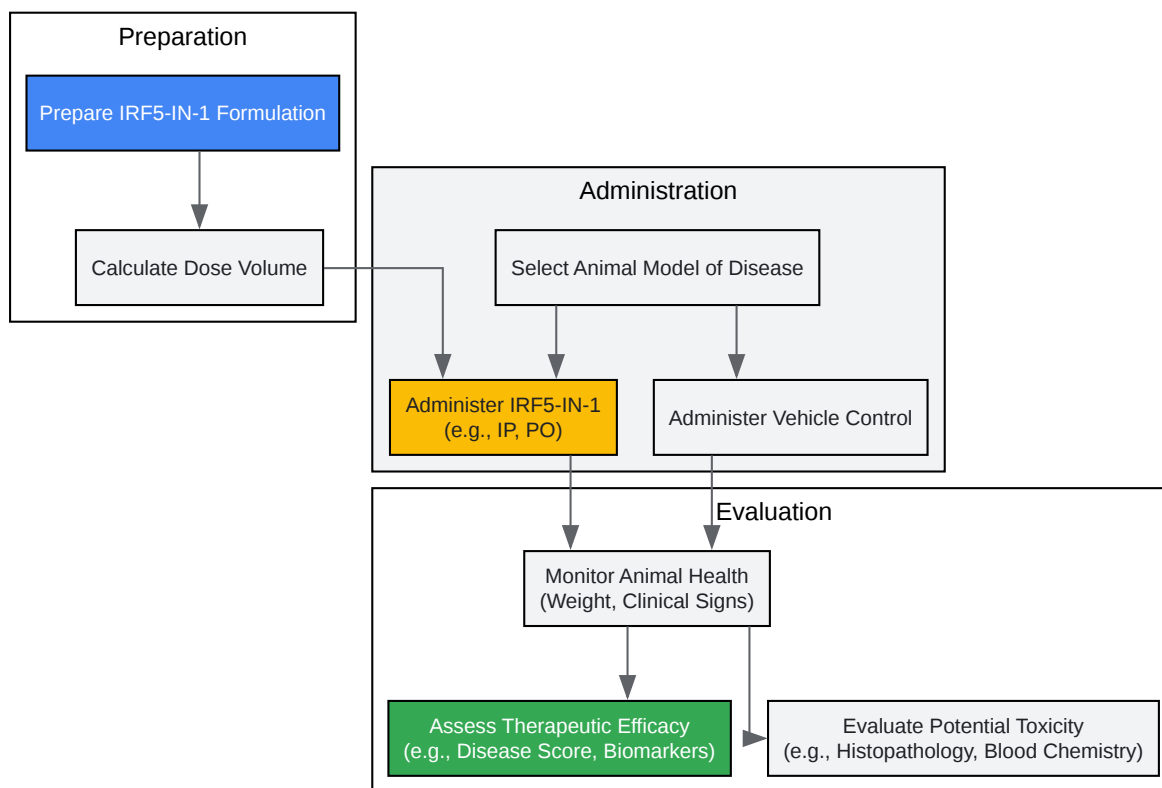 Preparation
Prepare IRF5-IN-1 Formulation
Calculate Dose Volume
Administration
Select Animal Model of Disease
Administer IRF5-IN-1
(e.g., IP, PO)
Administer Vehicle Control
Evaluation
Monitor Animal Health
(Weight, Clinical Signs)
Assess Therapeutic Efficacy
(e.g., Disease Score, Biomarkers)
Evaluate Potential Toxicity
(e.g., Histopathology, Blood Chemistry)